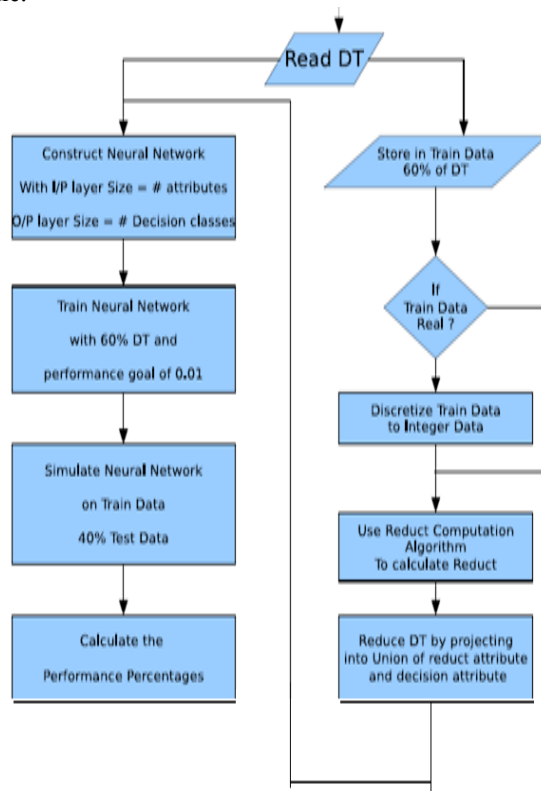 Read DT
Construct Neural Network
With I/P layer Size = # attributes
O/P layer Size = # Decision classes
Train Neural Network
with 60% DT and
performance goal of 0.01
Simulate Neural Network
on Train Data
40% Test Data
Calculate the
Performance Percentages
Store in Train Data
60% of DT
If
Train Data
Real ?
Discretize Train Data
to Integer Data
Use Reduct Computation
Algorithm
To calculate Reduct
Reduce DT by projecting
into Union of reduct attribute
and decision attribute